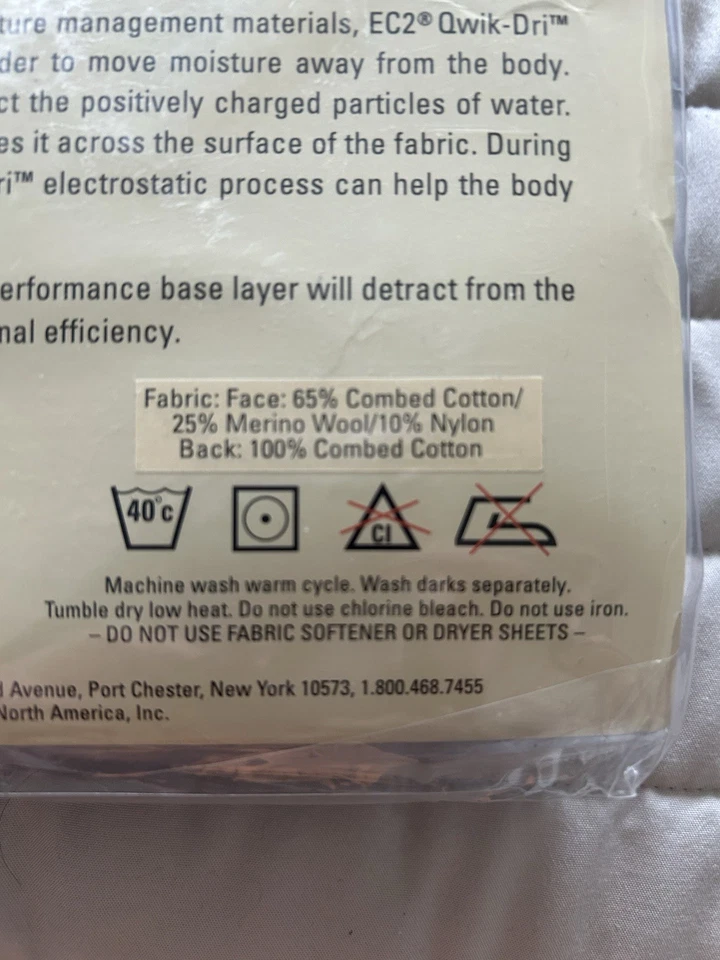 ture management materials, EC2® Qwik-Dri™
der to move moisture away from the body.
ct the positively charged particles of water.
es it across the surface of the fabric. During
ri™ electrostatic process can help the body
erformance base layer will detract from the
nal efficiency.
Fabric: Face: 65% Combed Cotton/
25% Merino Wool/10% Nylon
Back: 100% Combed Cotton
40°c
Cl
Machine wash warm cycle. Wash darks separately.
Tumble dry low heat. Do not use chlorine bleach. Do not use iron.
– DO NOT USE FABRIC SOFTENER OR DRYER SHEETS –
d Avenue, Port Chester, New York 10573, 1.800.468.7455
North America, Inc.